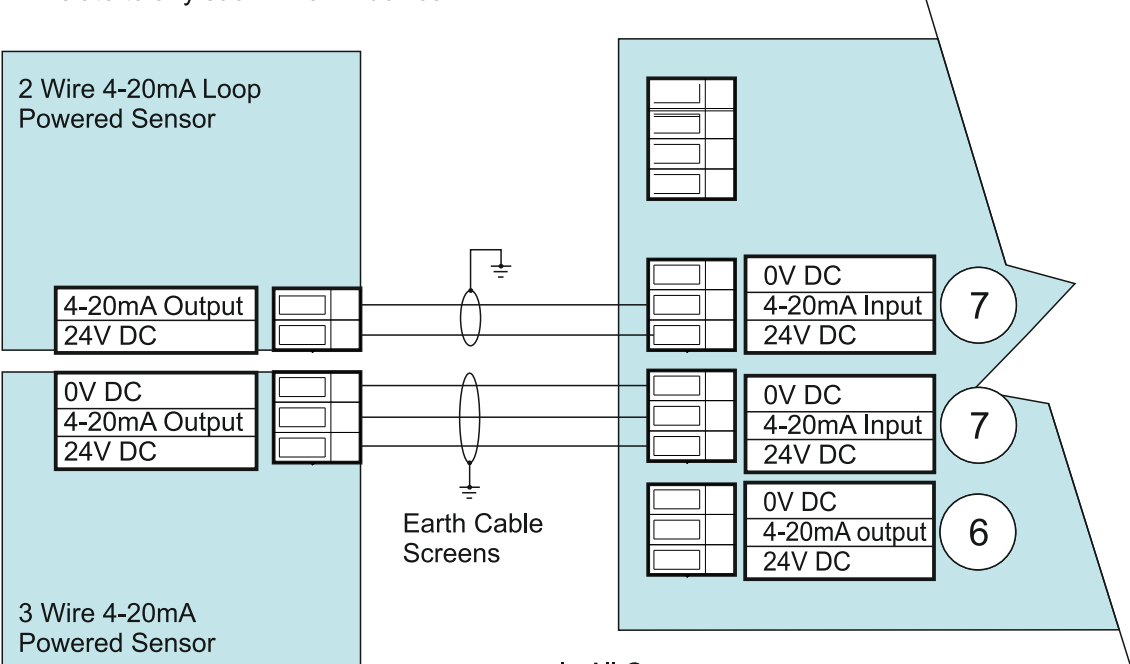 2 Wire 4-20mA Loop
Powered Sensor
4-20mA Output
24V DC
0V DC
4-20mA Input
24V DC
7
0V DC
4-20mA Output
24V DC
0V DC
4-20mA Input
24V DC
7
0V DC
4-20mA output
24V DC
6
Earth Cable
Screens
3 Wire 4-20mA
Powered Sensor